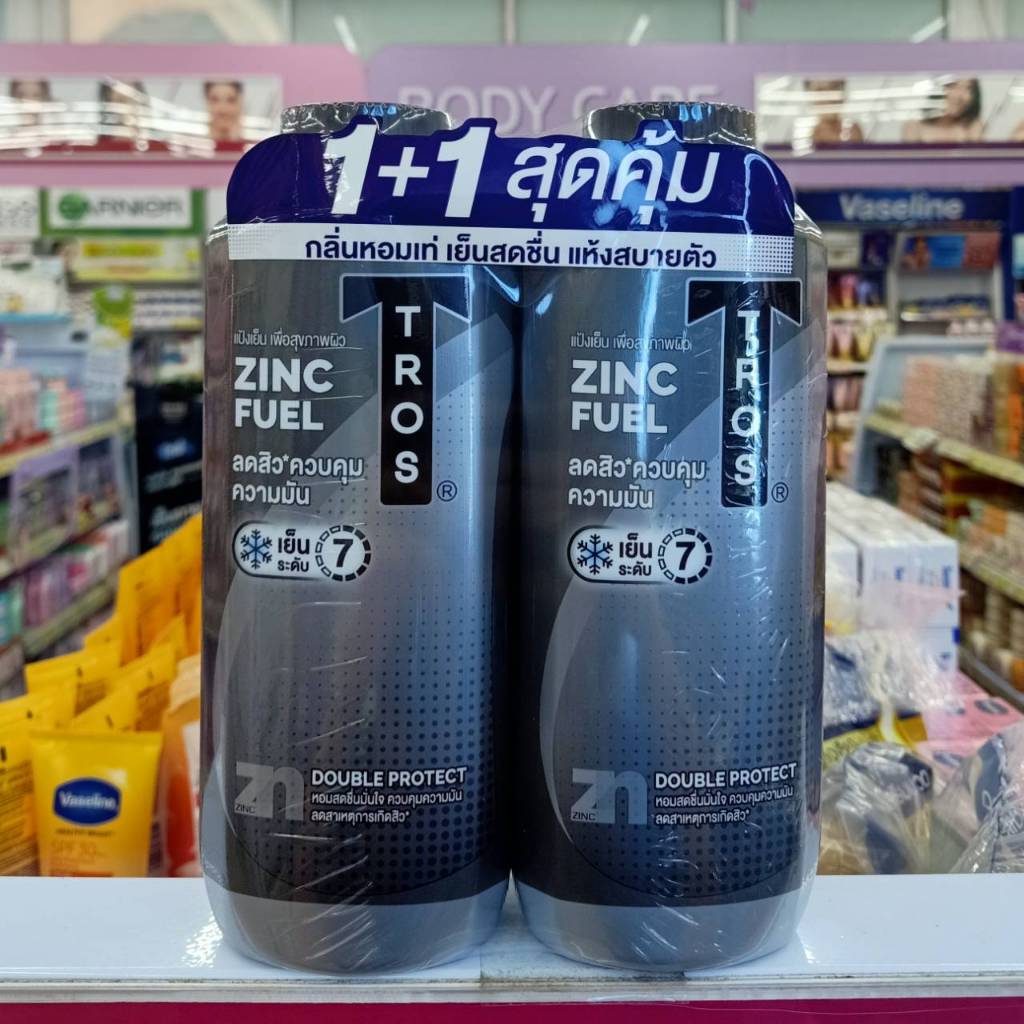 BODY CARE
GARNIER
Vaseline
1+1 สุดคุ้ม
กลิ่นหอมเท่ เย็นสดชื่น แห้งสบายตัว
TROS
®
แป้งเย็น เพื่อสุขภาพผิว
ZINC
FUEL
ลดสิว*ควบคุม
ความมัน
เย็น
ระดับ
7
zn
ZINC
DOUBLE PROTECT
หอมสดชื่นมั่นใจ ควบคุมความมัน
ลดสาเหตุการเกิดสิว*
TROS
®
แป้งเย็น เพื่อสุขภาพผิว
ZINC
FUEL
ลดสิว*ควบคุม
ความมัน
เย็น
ระดับ
7
zn
ZINC
DOUBLE PROTECT
หอมสดชื่นมั่นใจ ควบคุมความมัน
ลดสาเหตุการเกิดสิว*
Vaseline